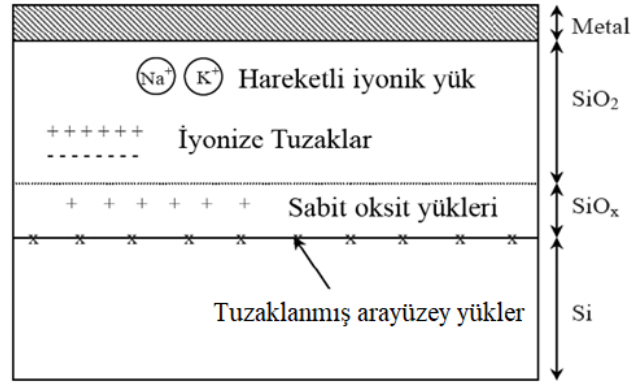 Metal
Na+ K+ Hareketli iyonik yük
SiO2
++++++
İyonize Tuzaklar
------
+ + + + + +
Sabit oksit yükleri
SiOx
x x x x x x x x x x
Tuzaklanmış arayüzey yükler
Si